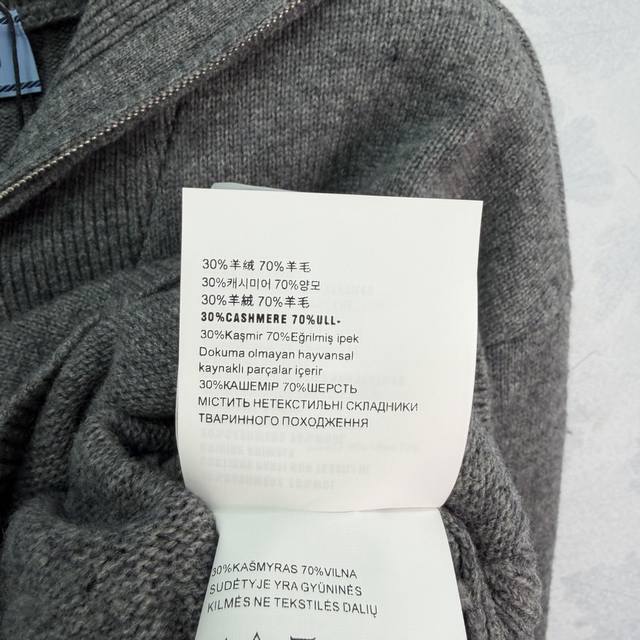 30%羊绒 70%羊毛
30%캐시미어 70%양모
30%羊絨 70%羊毛
30%CASHMERE 70%ULL-
30%Kaşmir 70%Eğrilmiş ipek
Dokuma olmayan hayvansal
kaynaklı parçalar içerir
30%КАШЕМІР 70%ШЕРСТЬ
МІСТИТЬ НЕТЕКСТИЛЬНІ СКЛАДНИКИ
ТВАРИННОГО ПОХОДЖЕННЯ
30%KAŠMYRAS 70%VILNA
SUDĖTYJE YRA GYŪNINĖS
KILMĖS NE TEKSTILĖS DALIŲ